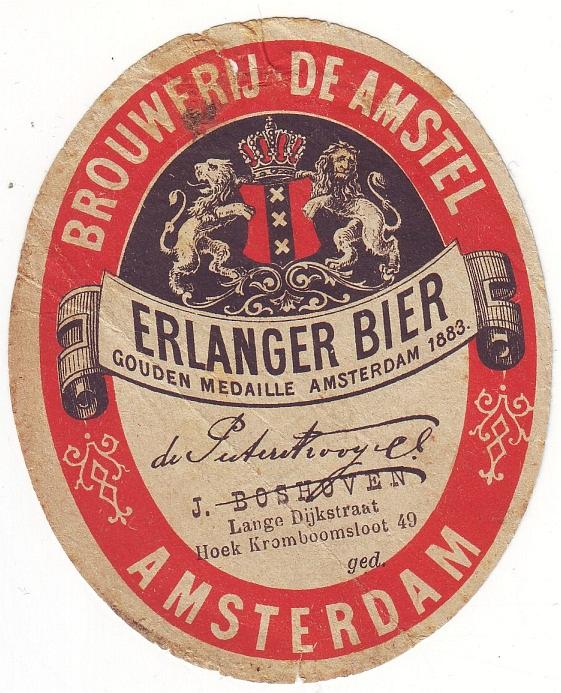 BROUWERIJ DE AMSTEL
ERLANGER BIER
GOUDEN MEDAILLE AMSTERDAM 1883.
J. BOSHOVEN
Lange Dijkstraat
Hoek Kromboomsloot 49
ged.
AMSTERDAM